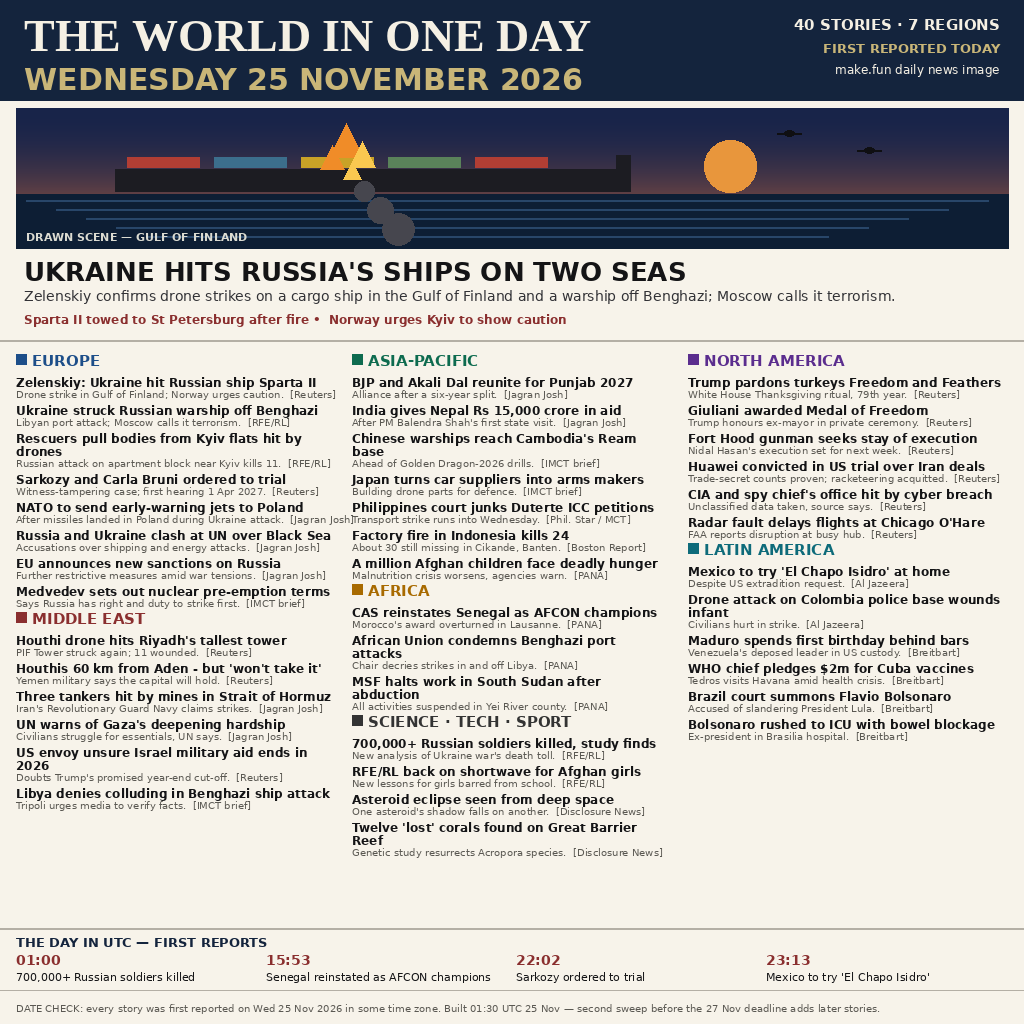 THE WORLD IN ONE DAY
WEDNESDAY 25 NOVEMBER 2026
40 STORIES · 7 REGIONS
FIRST REPORTED TODAY
make.fun daily news image
DRAWN SCENE — GULF OF FINLAND
UKRAINE HITS RUSSIA'S SHIPS ON TWO SEAS
Zelenskiy confirms drone strikes on a cargo ship in the Gulf of Finland and a warship off Benghazi; Moscow calls it terrorism.
Sparta II towed to St Petersburg after fire • Norway urges Kyiv to show caution
EUROPE
Zelenskiy: Ukraine hit Russian ship Sparta II
Drone strike in Gulf of Finland; Norway urges caution. [Reuters]
Ukraine struck Russian warship off Benghazi
Libyan port attack; Moscow calls it terrorism. [RFE/RL]
Rescuers pull bodies from Kyiv flats hit by
drones
Russian attack on apartment block near Kyiv kills 11. [RFE/RL]
Sarkozy and Carla Bruni ordered to trial
Witness-tampering case; first hearing 1 Apr 2027. [Reuters]
NATO to send early-warning jets to Poland
After missiles landed in Poland during Ukraine attack. [Jagran Josh]
Russia and Ukraine clash at UN over Black Sea
Accusations over shipping and energy attacks. [Jagran Josh]
EU announces new sanctions on Russia
Further restrictive measures amid war tensions. [Jagran Josh]
Medvedev sets out nuclear pre-emption terms
Says Russia has right and duty to strike first. [IMCT brief]
MIDDLE EAST
Houthi drone hits Riyadh's tallest tower
PIF Tower struck again; 11 wounded. [Reuters]
Houthis 60 km from Aden - but 'won't take it'
Yemen military says the capital will hold. [Reuters]
Three tankers hit by mines in Strait of Hormuz
Iran's Revolutionary Guard Navy claims strikes. [Jagran Josh]
UN warns of Gaza's deepening hardship
Civilians struggle for essentials, UN says. [Jagran Josh]
US envoy unsure Israel military aid ends in
2026
Doubts Trump's promised year-end cut-off. [Reuters]
Libya denies colluding in Benghazi ship attack
Tripoli urges media to verify facts. [IMCT brief]
ASIA-PACIFIC
BJP and Akali Dal reunite for Punjab 2027
Alliance after a six-year split. [Jagran Josh]
India gives Nepal Rs 15,000 crore in aid
After PM Balendra Shah's first state visit. [Jagran Josh]
Chinese warships reach Cambodia's Ream
base
Ahead of Golden Dragon-2026 drills. [IMCT brief]
Japan turns car suppliers into arms makers
Building drone parts for defence. [IMCT brief]
Philippines court junks Duterte ICC petitions
Transport strike runs into Wednesday. [Phil. Star / MCT]
Factory fire in Indonesia kills 24
About 30 still missing in Cikande, Banten. [Boston Report]
A million Afghan children face deadly hunger
Malnutrition crisis worsens, agencies warn. [PANA]
AFRICA
CAS reinstates Senegal as AFCON champions
Morocco's award overturned in Lausanne. [PANA]
African Union condemns Benghazi port
attacks
Chair decries strikes in and off Libya. [PANA]
MSF halts work in South Sudan after
abduction
All activities suspended in Yei River county. [PANA]
SCIENCE · TECH · SPORT
700,000+ Russian soldiers killed, study finds
New analysis of Ukraine war's death toll. [RFE/RL]
RFE/RL back on shortwave for Afghan girls
New lessons for girls barred from school. [RFE/RL]
Asteroid eclipse seen from deep space
One asteroid's shadow falls on another. [Disclosure News]
Twelve 'lost' corals found on Great Barrier
Reef
Genetic study resurrects Acropora species. [Disclosure News]
NORTH AMERICA
Trump pardons turkeys Freedom and Feathers
White House Thanksgiving ritual, 79th year. [Reuters]
Giuliani awarded Medal of Freedom
Trump honours ex-mayor in private ceremony. [Reuters]
Fort Hood gunman seeks stay of execution
Nidal Hasan's execution set for next week. [Reuters]
Huawei convicted in US trial over Iran deals
Trade-secret counts proven; racketeering acquitted. [Reuters]
CIA and spy chief's office hit by cyber breach
Unclassified data taken, source says. [Reuters]
Radar fault delays flights at Chicago O'Hare
FAA reports disruption at busy hub. [Reuters]
LATIN AMERICA
Mexico to try 'El Chapo Isidro' at home
Despite US extradition request. [Al Jazeera]
Drone attack on Colombia police base wounds
infant
Civilians hurt in strike. [Al Jazeera]
Maduro spends first birthday behind bars
Venezuela's deposed leader in US custody. [Breitbart]
WHO chief pledges $2m for Cuba vaccines
Tedros visits Havana amid health crisis. [Breitbart]
Brazil court summons Flavio Bolsonaro
Accused of slandering President Lula. [Breitbart]
Bolsonaro rushed to ICU with bowel blockage
Ex-president in Brasilia hospital. [Breitbart]
THE DAY IN UTC — FIRST REPORTS
01:00
700,000+ Russian soldiers killed
15:53
Senegal reinstated as AFCON champions
22:02
Sarkozy ordered to trial
23:13
Mexico to try 'El Chapo Isidro'
DATE CHECK: every story was first reported on Wed 25 Nov 2026 in some time zone. Built 01:30 UTC 25 Nov — second sweep before the 27 Nov deadline adds later stories.